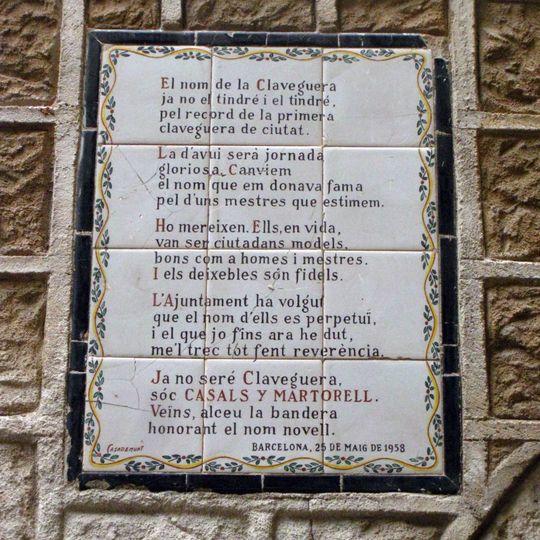 El nom de la Claveguera
ja no el tindré i el tindré,
pel record de la primera
claveguera de ciutat.
La d'avui serà jornada
gloriosa. Canviem
el nom que em donava fama
pel d'uns mestres que estimem.
Ho mereixen. Ells, en vida,
van ser ciutadans models,
bons com a homes i mestres.
I els deixebles són fidels.
L'Ajuntament ha volgut
que el nom d'ells es perpetuï,
i el que jo fins ara he dut,
me'l trec tot fent reverència.
Ja no seré Claveguera,
sóc CASALS Y MARTORELL.
Veïns, alceu la bandera
honorant el nom novell.
CASADEMUNT
BARCELONA, 25 DE MAIG DE 1958